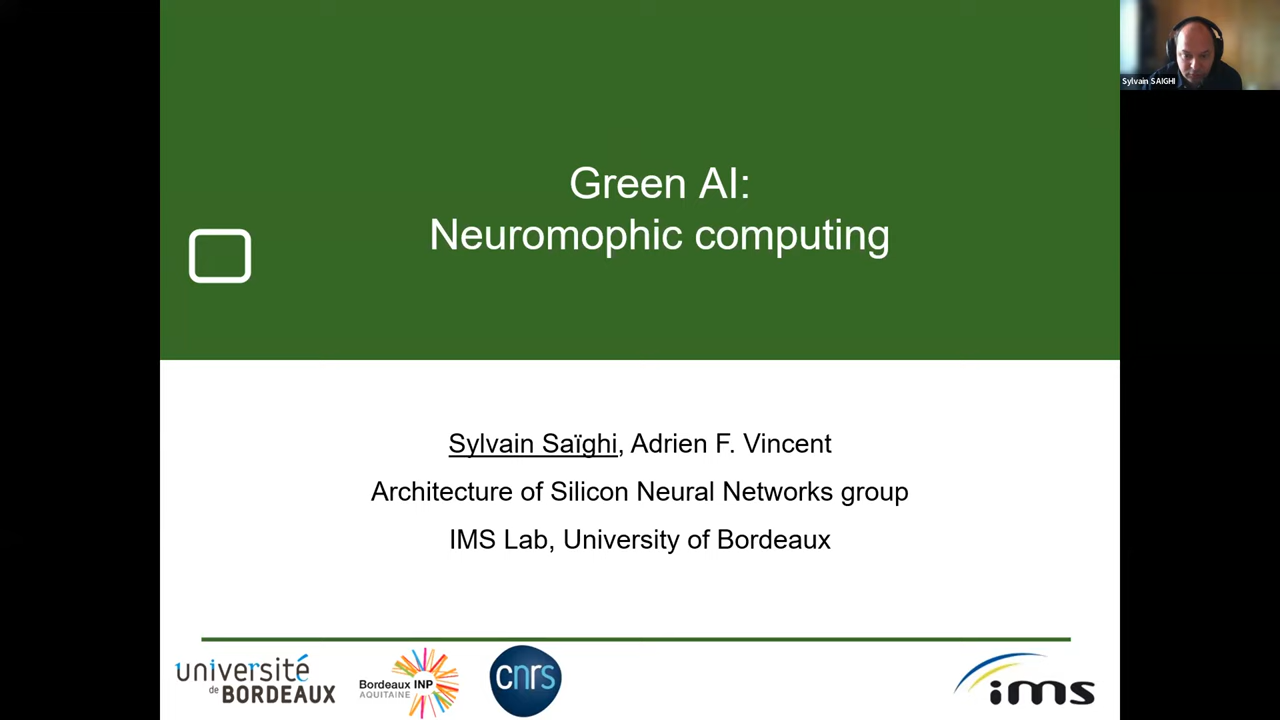 Sylvain SAIGHI
Green AI:
Neuromophic computing
Sylvain Saïghi, Adrien F. Vincent
Architecture of Silicon Neural Networks group
IMS Lab, University of Bordeaux
université
de BORDEAUX
Bordeaux INP
AQUITAINE
cnrs
ims